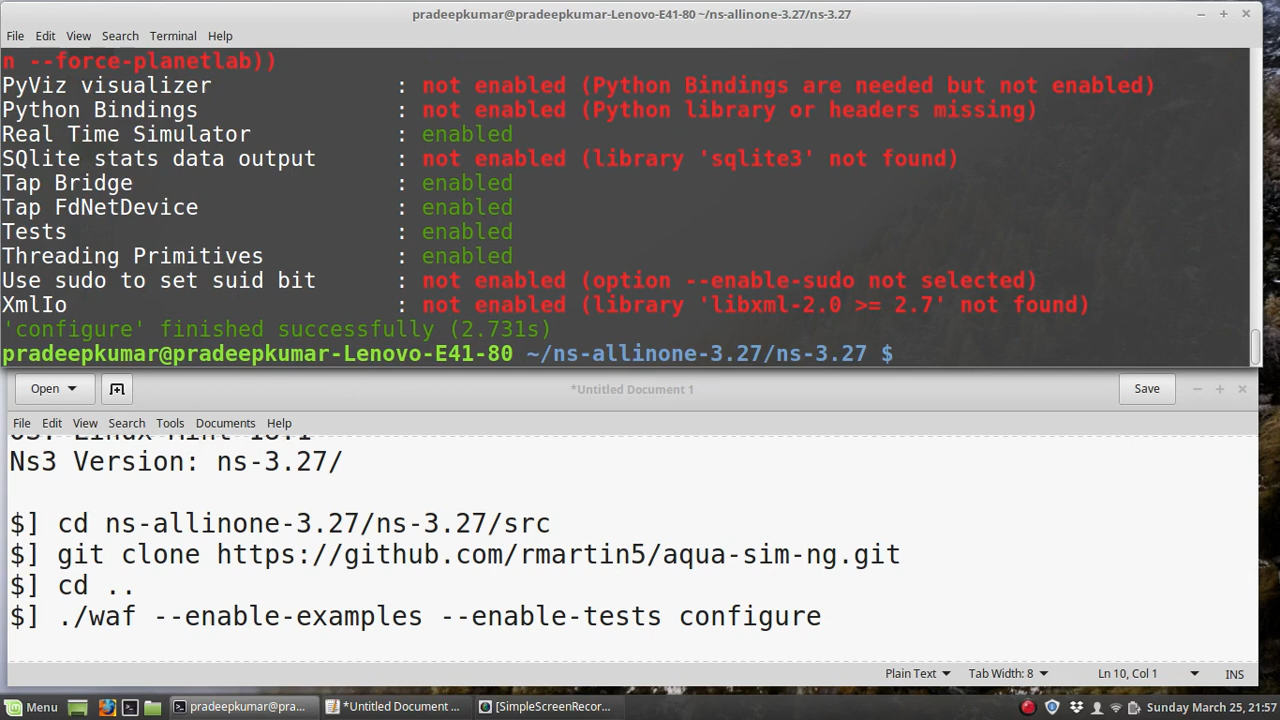 pradeepkumar@pradeepkumar-Lenovo-E41-80 ~/ns-allinone-3.27/ns-3.27
File Edit View Search Terminal Help
n --force-planetlab))
PyViz visualizer : not enabled (Python Bindings are needed but not enabled)
Python Bindings : not enabled (Python library or headers missing)
Real Time Simulator : enabled
SQlite stats data output : not enabled (library 'sqlite3' not found)
Tap Bridge : enabled
Tap FdNetDevice : enabled
Tests : enabled
Threading Primitives : enabled
Use sudo to set suid bit : not enabled (option --enable-sudo not selected)
XmlIo : not enabled (library 'libxml-2.0 >= 2.7' not found)
'configure' finished successfully (2.731s)
pradeepkumar@pradeepkumar-Lenovo-E41-80 ~/ns-allinone-3.27/ns-3.27 $
Open *Untitled Document 1 Save
File Edit View Search Tools Documents Help
OS: Linux Mint 18.1
Ns3 Version: ns-3.27/
$] cd ns-allinone-3.27/ns-3.27/src
$] git clone https://github.com/rmartin5/aqua-sim-ng.git
$] cd ..
$] ./waf --enable-examples --enable-tests configure
Plain Text Tab Width: 8 Ln 10, Col 1 INS
Menu pradeepkumar@pra... *Untitled Document ... [SimpleScreenRecor... Sunday March 25, 21:57